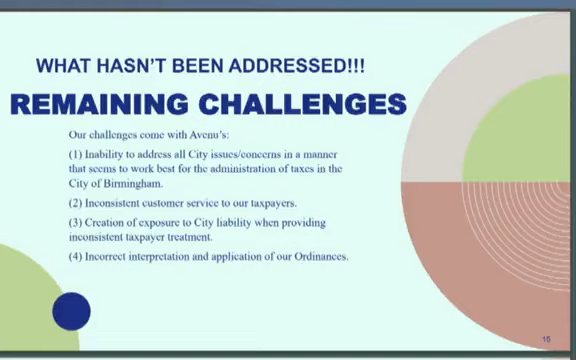 WHAT HASN'T BEEN ADDRESSED!!!
REMAINING CHALLENGES
Our challenges come with Avenu's:
(1) Inability to address all City issues/concerns in a manner
that seems to work best for the administration of taxes in the
City of Birmingham.
(2) Inconsistent customer service to our taxpayers.
(3) Creation of exposure to City liability when providing
inconsistent taxpayer treatment.
(4) Incorrect interpretation and application of our Ordinances.
15